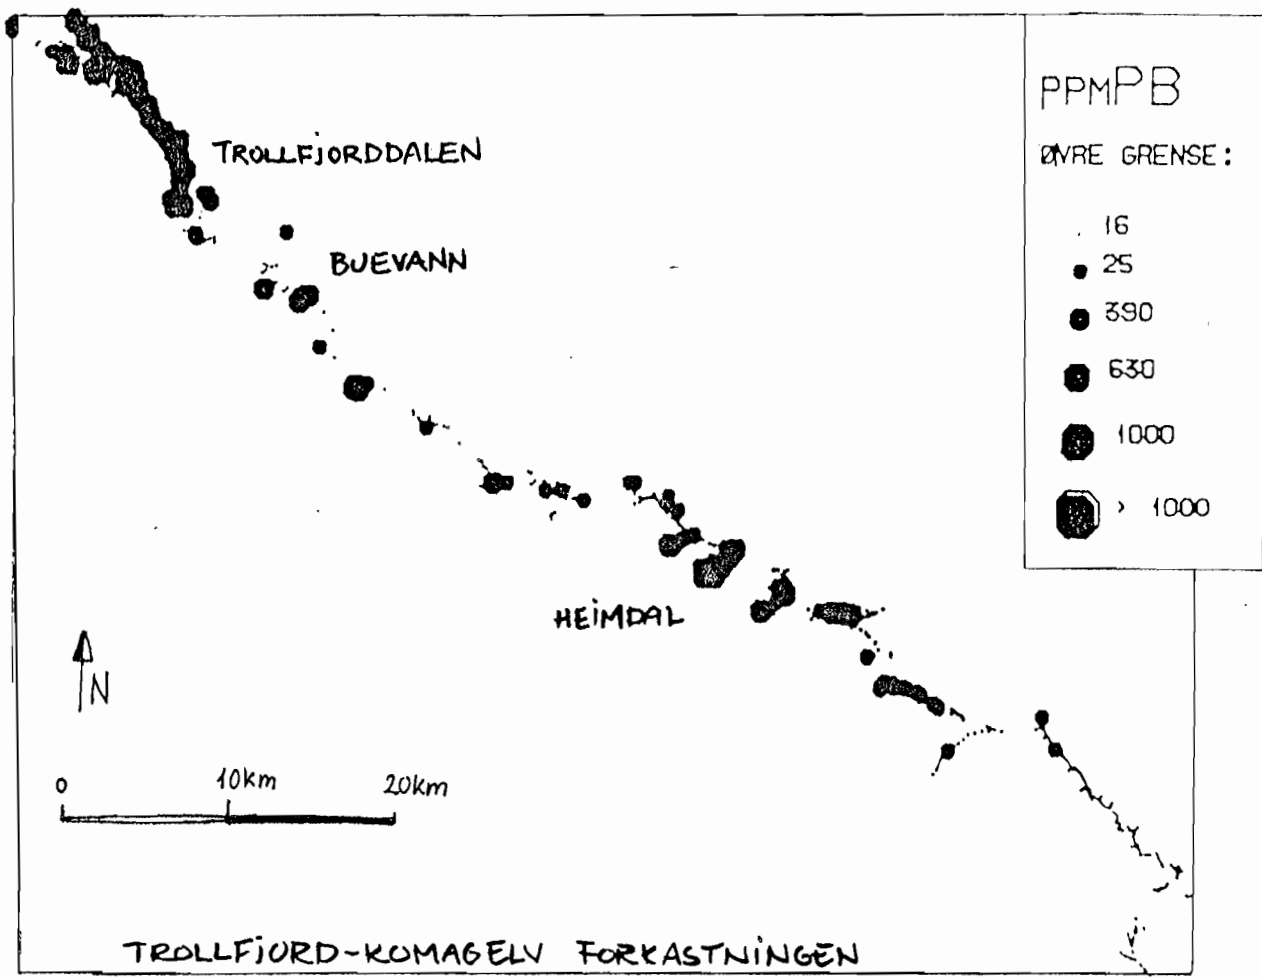 PPMPB
ØVRE GRENSE:
16
25
390
630
1000
> 1000
TROLLFJORDDALEN
BUEVANN
HEIMDAL
N
0 10km 20km
TROLLFJORD-KOMAGELV FORKASTNINGEN